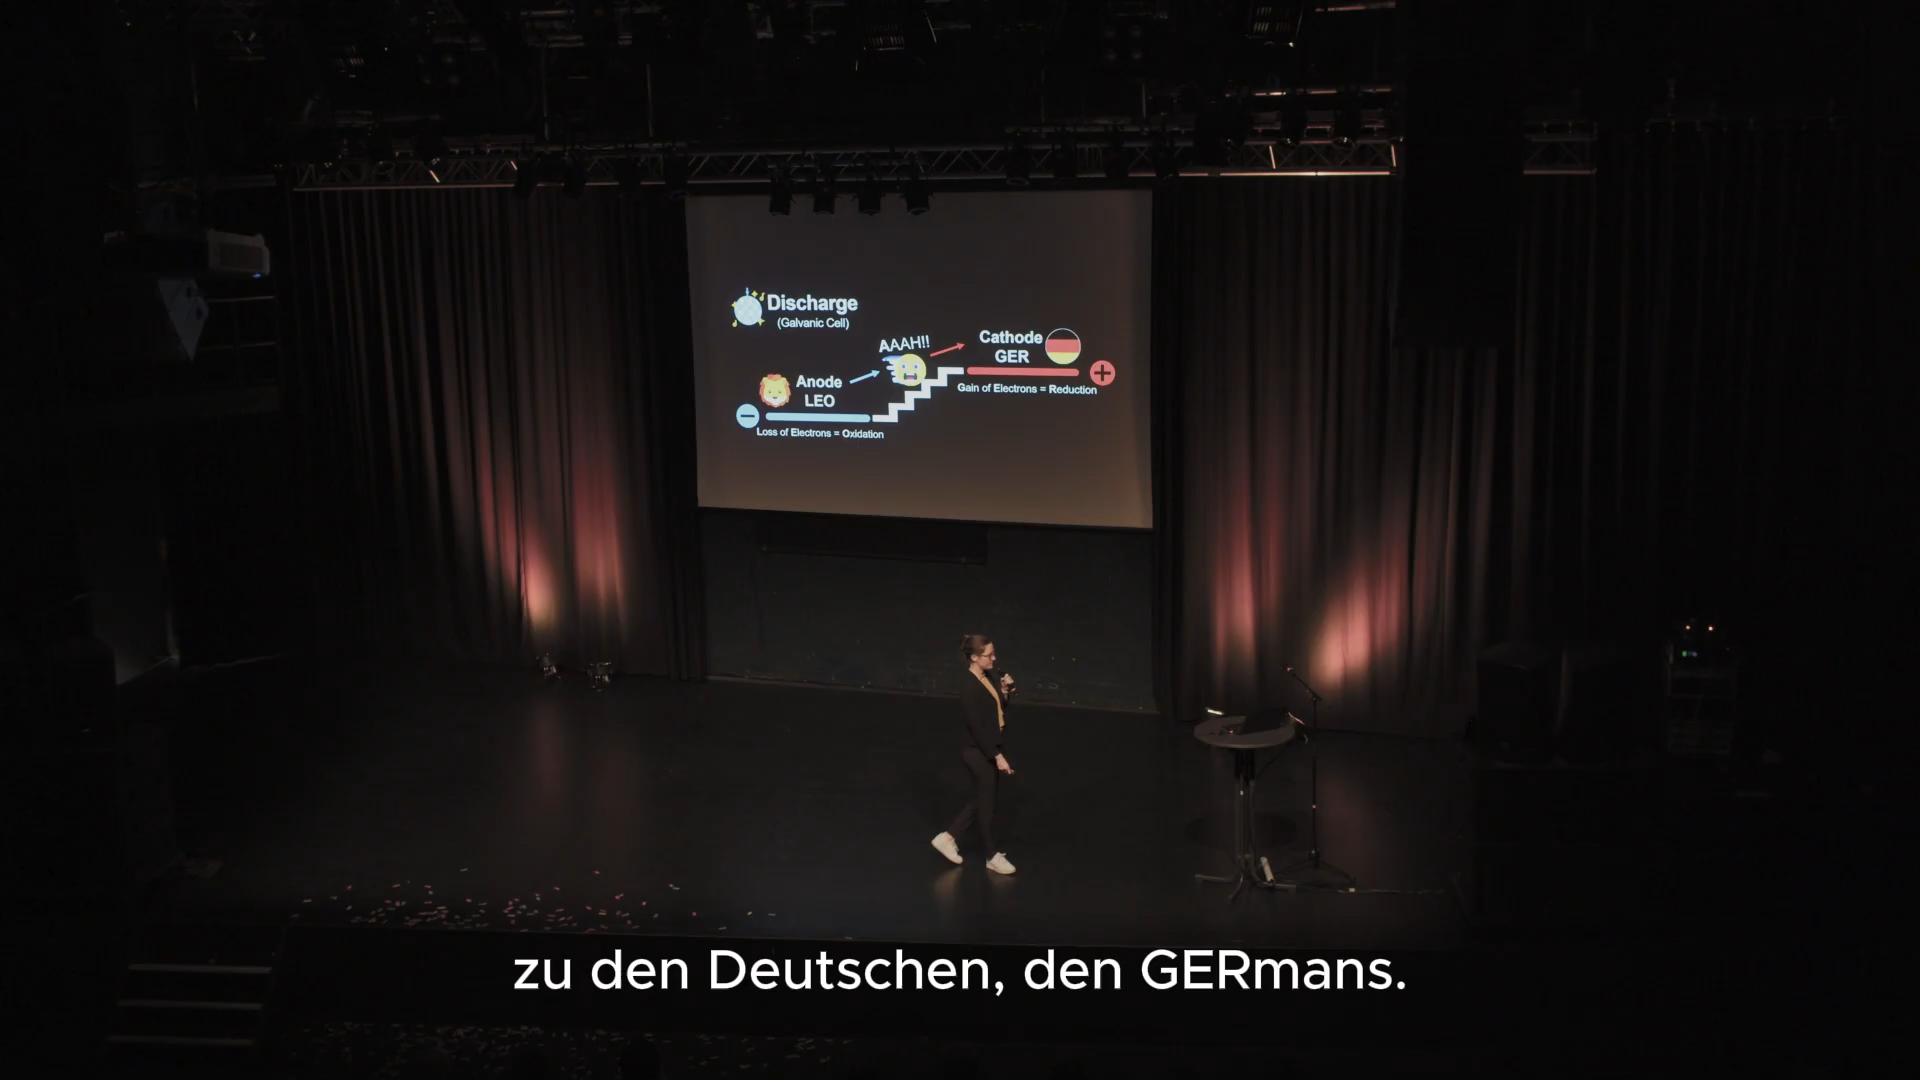 Discharge
(Galvanic Cell)
AAAH!!
Cathode
GER
Gain of Electrons = Reduction
Anode
LEO
Loss of Electrons = Oxidation
zu den Deutschen, den GERmans.